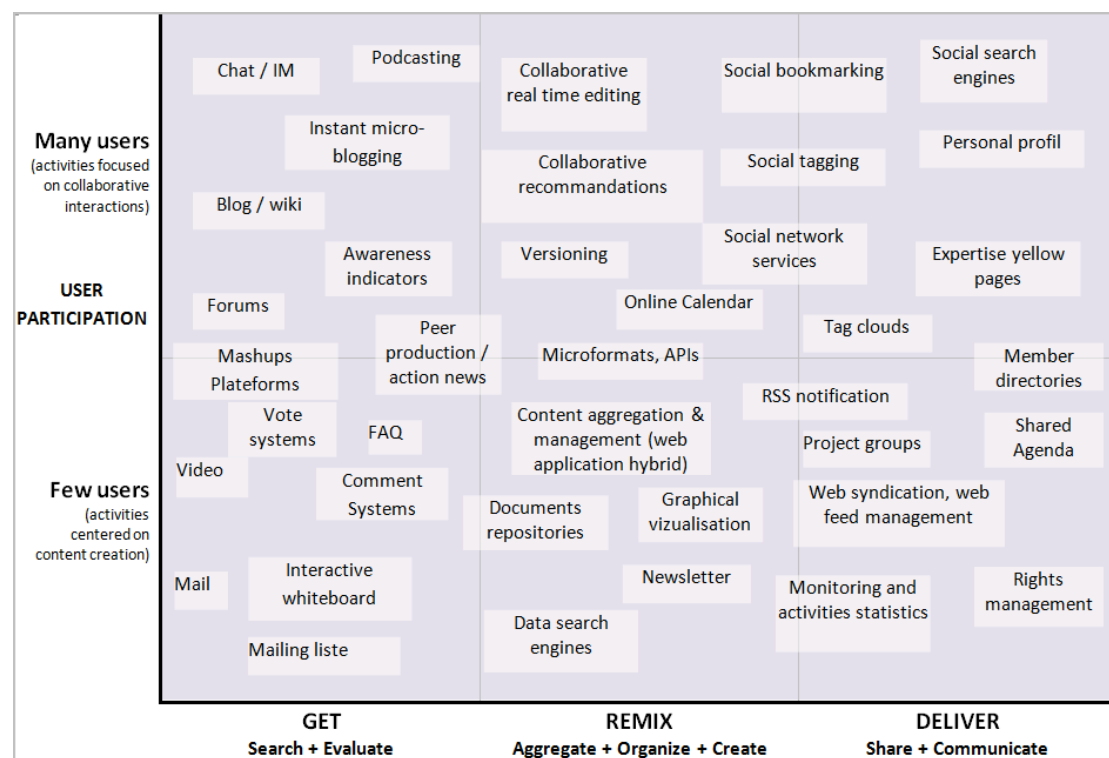 Many users
(activities focused
on collaborative
interactions)
USER
PARTICIPATION
Few users
(activities
centered on
content creation)
Chat / IM
Podcasting
Instant micro-
blogging
Blog / wiki
Awareness
indicators
Forums
Peer
production /
action news
Mashups
Plateforms
Vote
systems
FAQ
Video
Comment
Systems
Mail
Interactive
whiteboard
Mailing liste
Collaborative
real time editing
Social bookmarking
Collaborative
recommandations
Social tagging
Versioning
Social network
services
Online Calendar
Microformats, APIs
Content aggregation &
management (web
application hybrid)
Documents
repositories
Graphical
vizualisation
Newsletter
Data search
engines
Social search
engines
Personal profil
Expertise yellow
pages
Tag clouds
Member
directories
RSS notification
Project groups
Shared
Agenda
Web syndication, web
feed management
Monitoring and
activities statistics
Rights
management
GET
Search + Evaluate
REMIX
Aggregate + Organize + Create
DELIVER
Share + Communicate